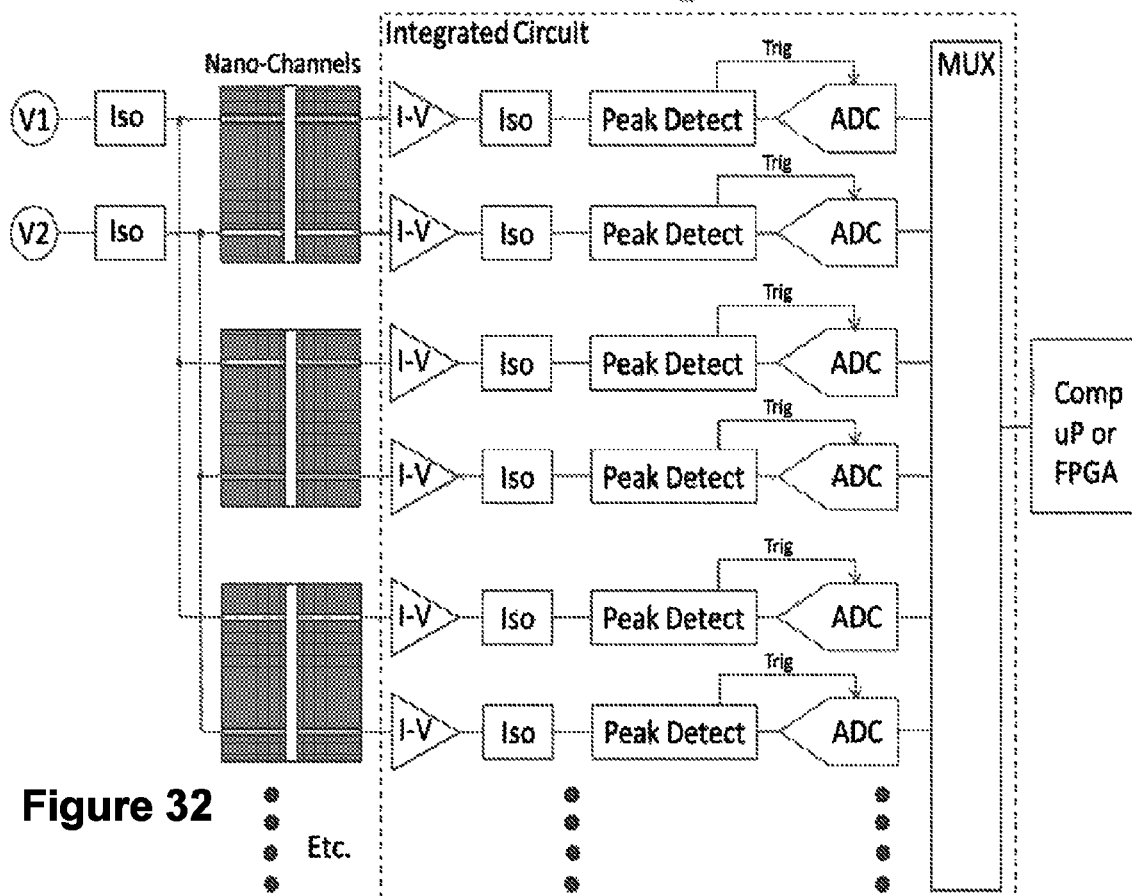 Integrated Circuit
Nano-Channels
Trig
MUX
V1 Iso I-V Iso Peak Detect ADC
Trig
V2 Iso I-V Iso Peak Detect ADC
Trig
I-V Iso Peak Detect ADC
Comp
uP or
FPGA
Trig
I-V Iso Peak Detect ADC
Trig
I-V Iso Peak Detect ADC
Trig
I-V Iso Peak Detect ADC
Figure 32
Etc.